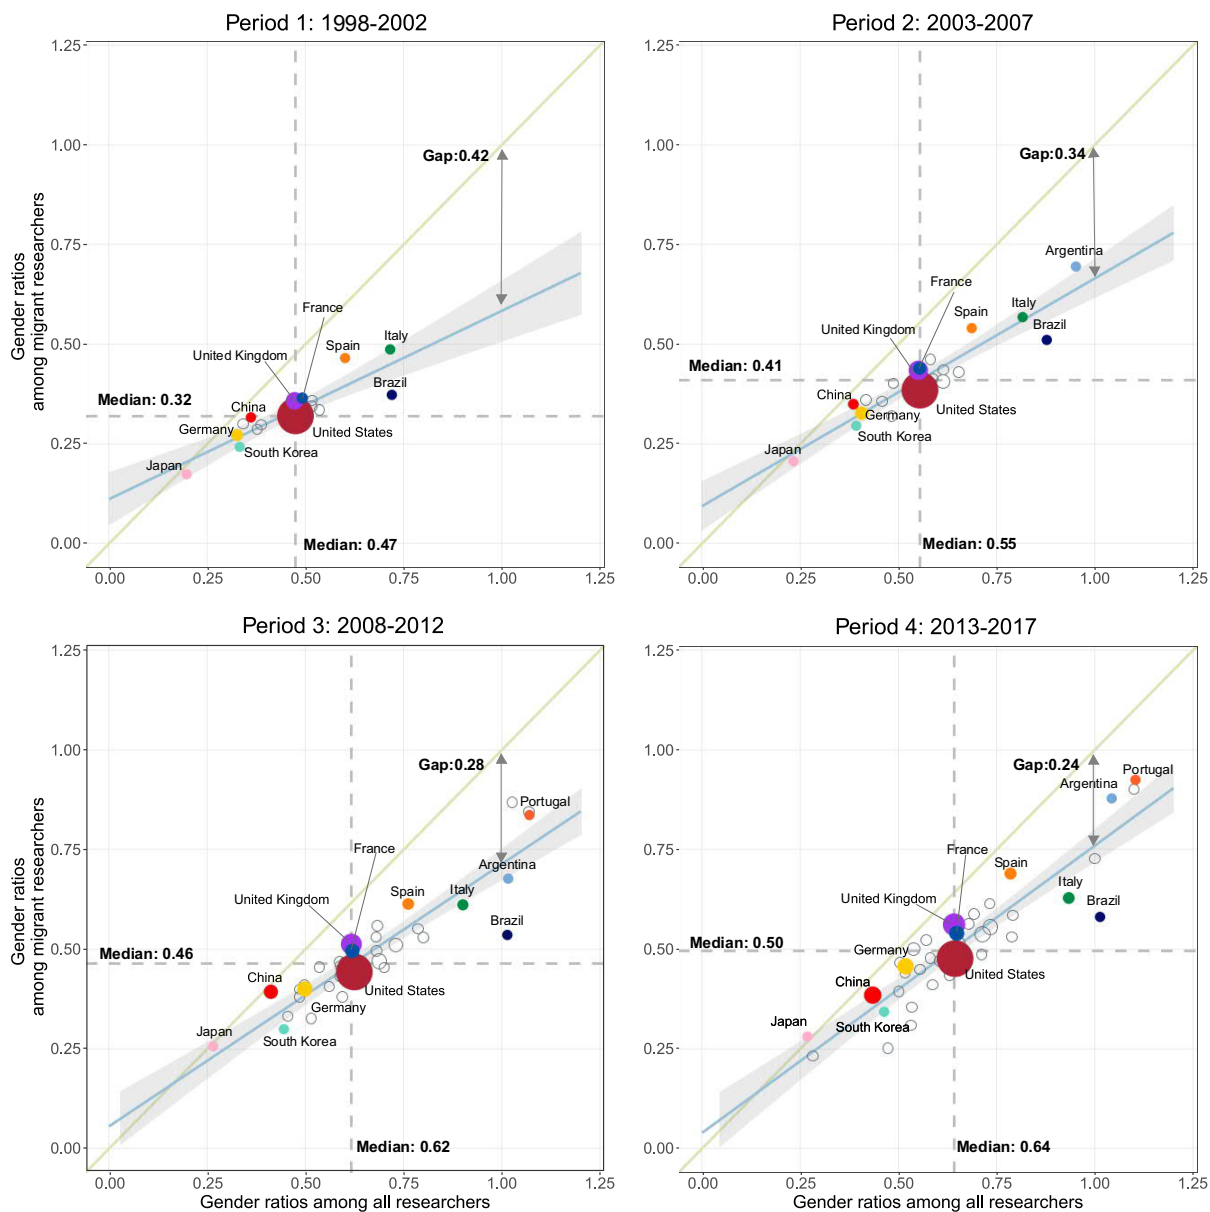 Period 1: 1998-2002
1.25
1.00
0.75
0.50
0.25
0.00
Gender ratios
among migrant researchers
Gap:0.42
France
United Kingdom
Spain
Italy
Brazil
Median: 0.32
China
Germany
United States
South Korea
Japan
Median: 0.47
0.00 0.25 0.50 0.75 1.00 1.25
Period 2: 2003-2007
1.25
1.00
0.75
0.50
0.25
0.00
Gap:0.34
Argentina
France
Spain
Italy
United Kingdom
Brazil
Median: 0.41
China
Germany
United States
South Korea
Japan
Median: 0.55
0.00 0.25 0.50 0.75 1.00 1.25
Period 3: 2008-2012
1.25
1.00
0.75
0.50
0.25
0.00
Gender ratios
among migrant researchers
Gap:0.28
Portugal
France
Argentina
Spain
Italy
United Kingdom
Brazil
Median: 0.46
China
United States
Germany
Japan
South Korea
Median: 0.62
0.00 0.25 0.50 0.75 1.00 1.25
Gender ratios among all researchers
Period 4: 2013-2017
1.25
1.00
0.75
0.50
0.25
0.00
Gap:0.24
Portugal
Argentina
France
Spain
Italy
United Kingdom
Brazil
Median: 0.50
Germany
United States
China
Japan
South Korea
Median: 0.64
0.00 0.25 0.50 0.75 1.00 1.25
Gender ratios among all researchers